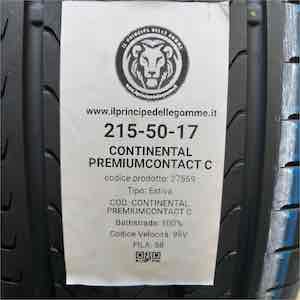 IL PRINCIPE DELLE GOMME
www.ilprincipedellegomme.it
215-50-17
CONTINENTAL
PREMIUMCONTACT C
codice prodotto: 27559
Tipo: Estiva
COD: CONTINENTAL
PREMIUMCONTACT C
Battistrada: 100%
Codice Velocità: 95V
FILA: 58